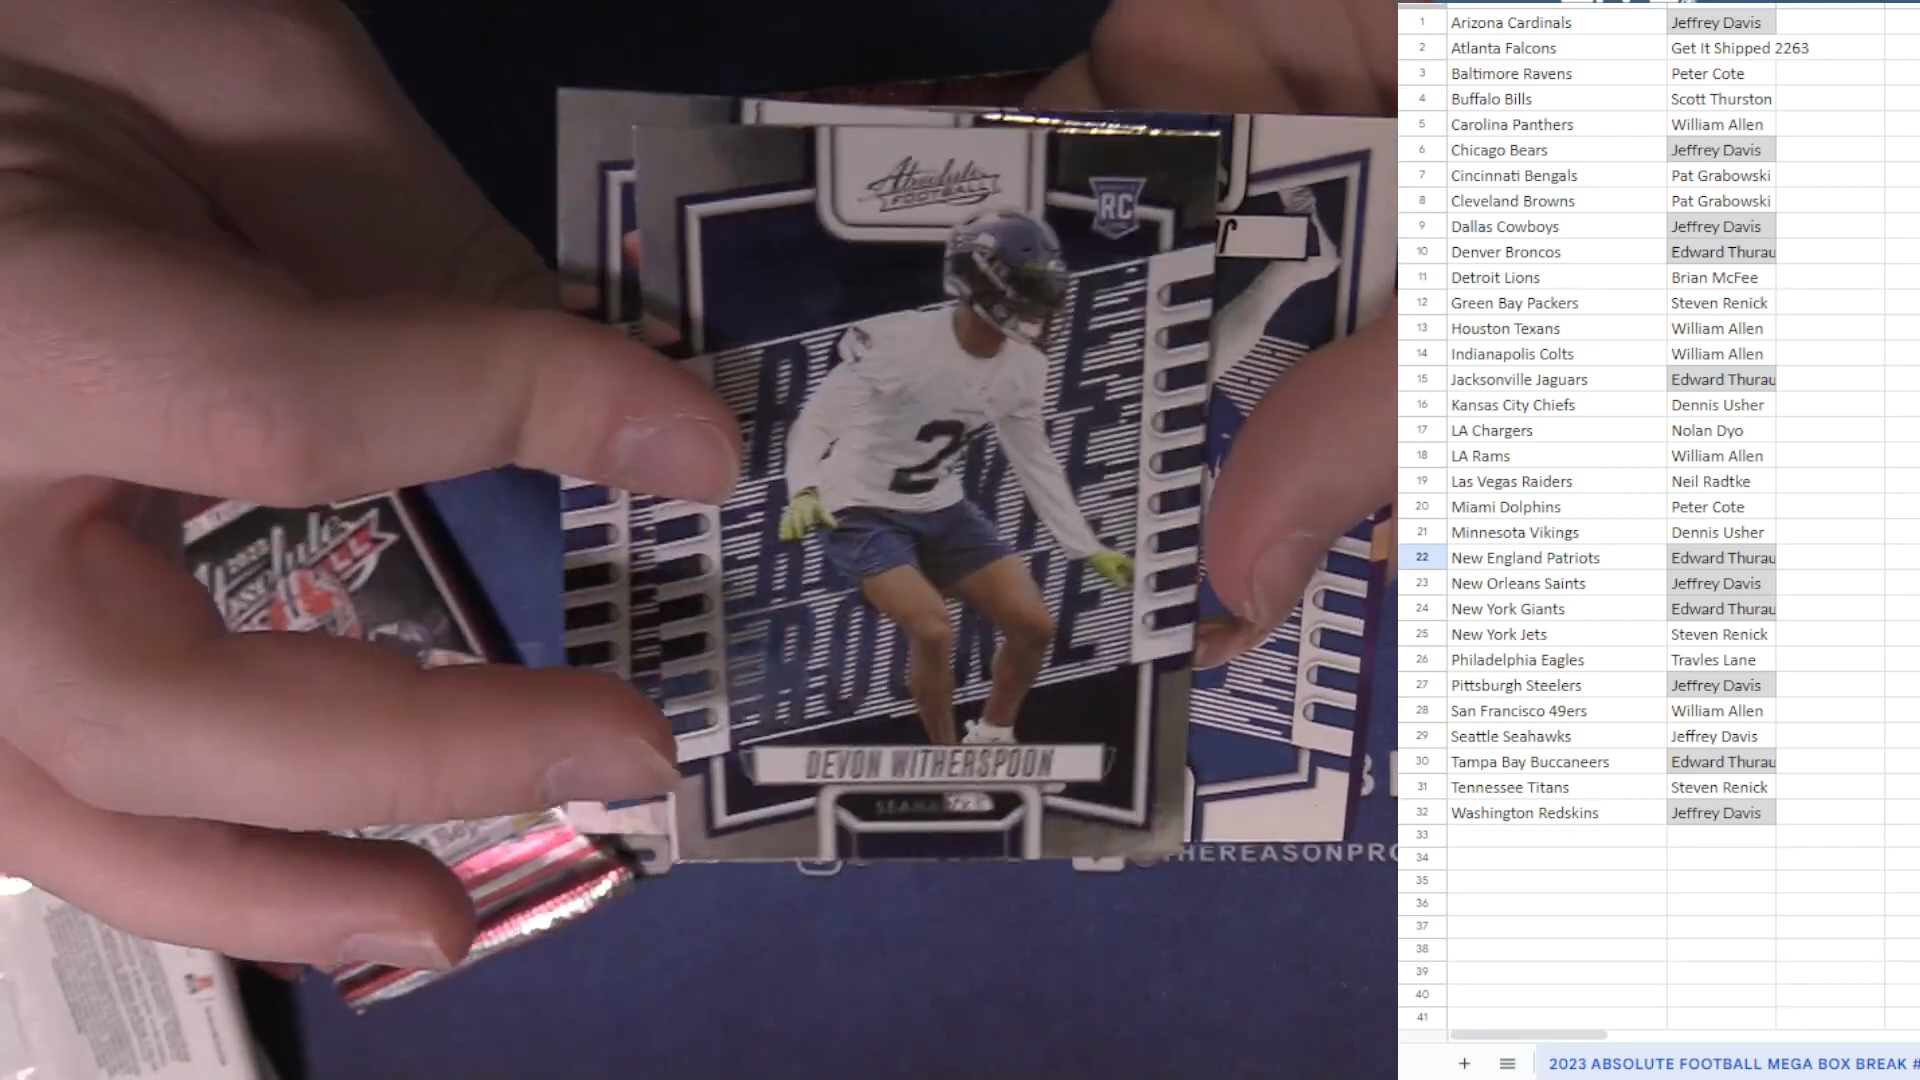 Absolute
FOOTBALL
RC
2
DEVON WITHERSPOON
2023
HEREASONPRO
1 Arizona Cardinals Jeffrey Davis
2 Atlanta Falcons Get It Shipped 2263
3 Baltimore Ravens Peter Cote
4 Buffalo Bills Scott Thurston
5 Carolina Panthers William Allen
6 Chicago Bears Jeffrey Davis
7 Cincinnati Bengals Pat Grabowski
8 Cleveland Browns Pat Grabowski
9 Dallas Cowboys Jeffrey Davis
10 Denver Broncos Edward Thurau
11 Detroit Lions Brian McFee
12 Green Bay Packers Steven Renick
13 Houston Texans William Allen
14 Indianapolis Colts William Allen
15 Jacksonville Jaguars Edward Thurau
16 Kansas City Chiefs Dennis Usher
17 LA Chargers Nolan Dyo
18 LA Rams William Allen
19 Las Vegas Raiders Neil Radtke
20 Miami Dolphins Peter Cote
21 Minnesota Vikings Dennis Usher
22 New England Patriots Edward Thurau
23 New Orleans Saints Jeffrey Davis
24 New York Giants Edward Thurau
25 New York Jets Steven Renick
26 Philadelphia Eagles Travles Lane
27 Pittsburgh Steelers Jeffrey Davis
28 San Francisco 49ers William Allen
29 Seattle Seahawks Jeffrey Davis
30 Tampa Bay Buccaneers Edward Thurau
31 Tennessee Titans Steven Renick
32 Washington Redskins Jeffrey Davis
33
34
35
36
37
38
39
40
41
2023 ABSOLUTE FOOTBALL MEGA BOX BREAK #